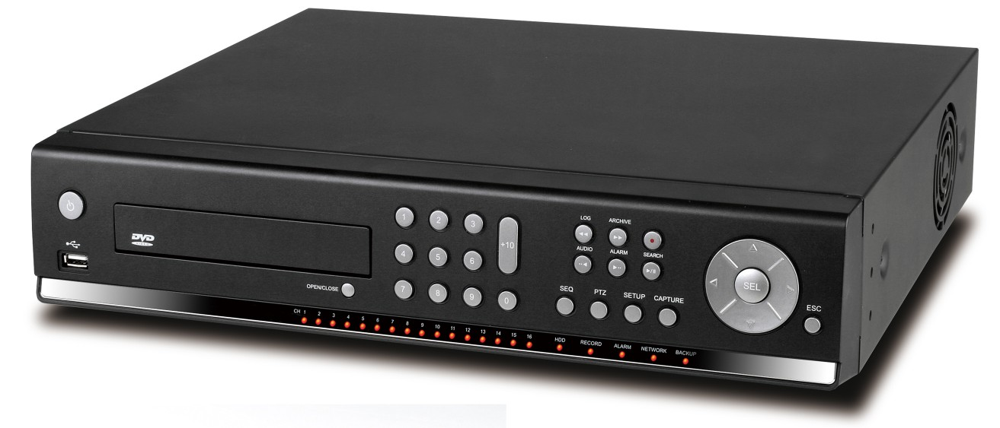 DVD
VIDEO
OPEN/CLOSE
1 2 3
+10
4 5 6
7 8 9 0
LOG ARCHIVE
AUDIO ALARM SEARCH
SEQ PTZ SETUP CAPTURE
SEL
ESC
CH 1 2 3 4 5 6 7 8 9 10 11 12 13 14 15 16
HDD RECORD ALARM NETWORK BACKUP